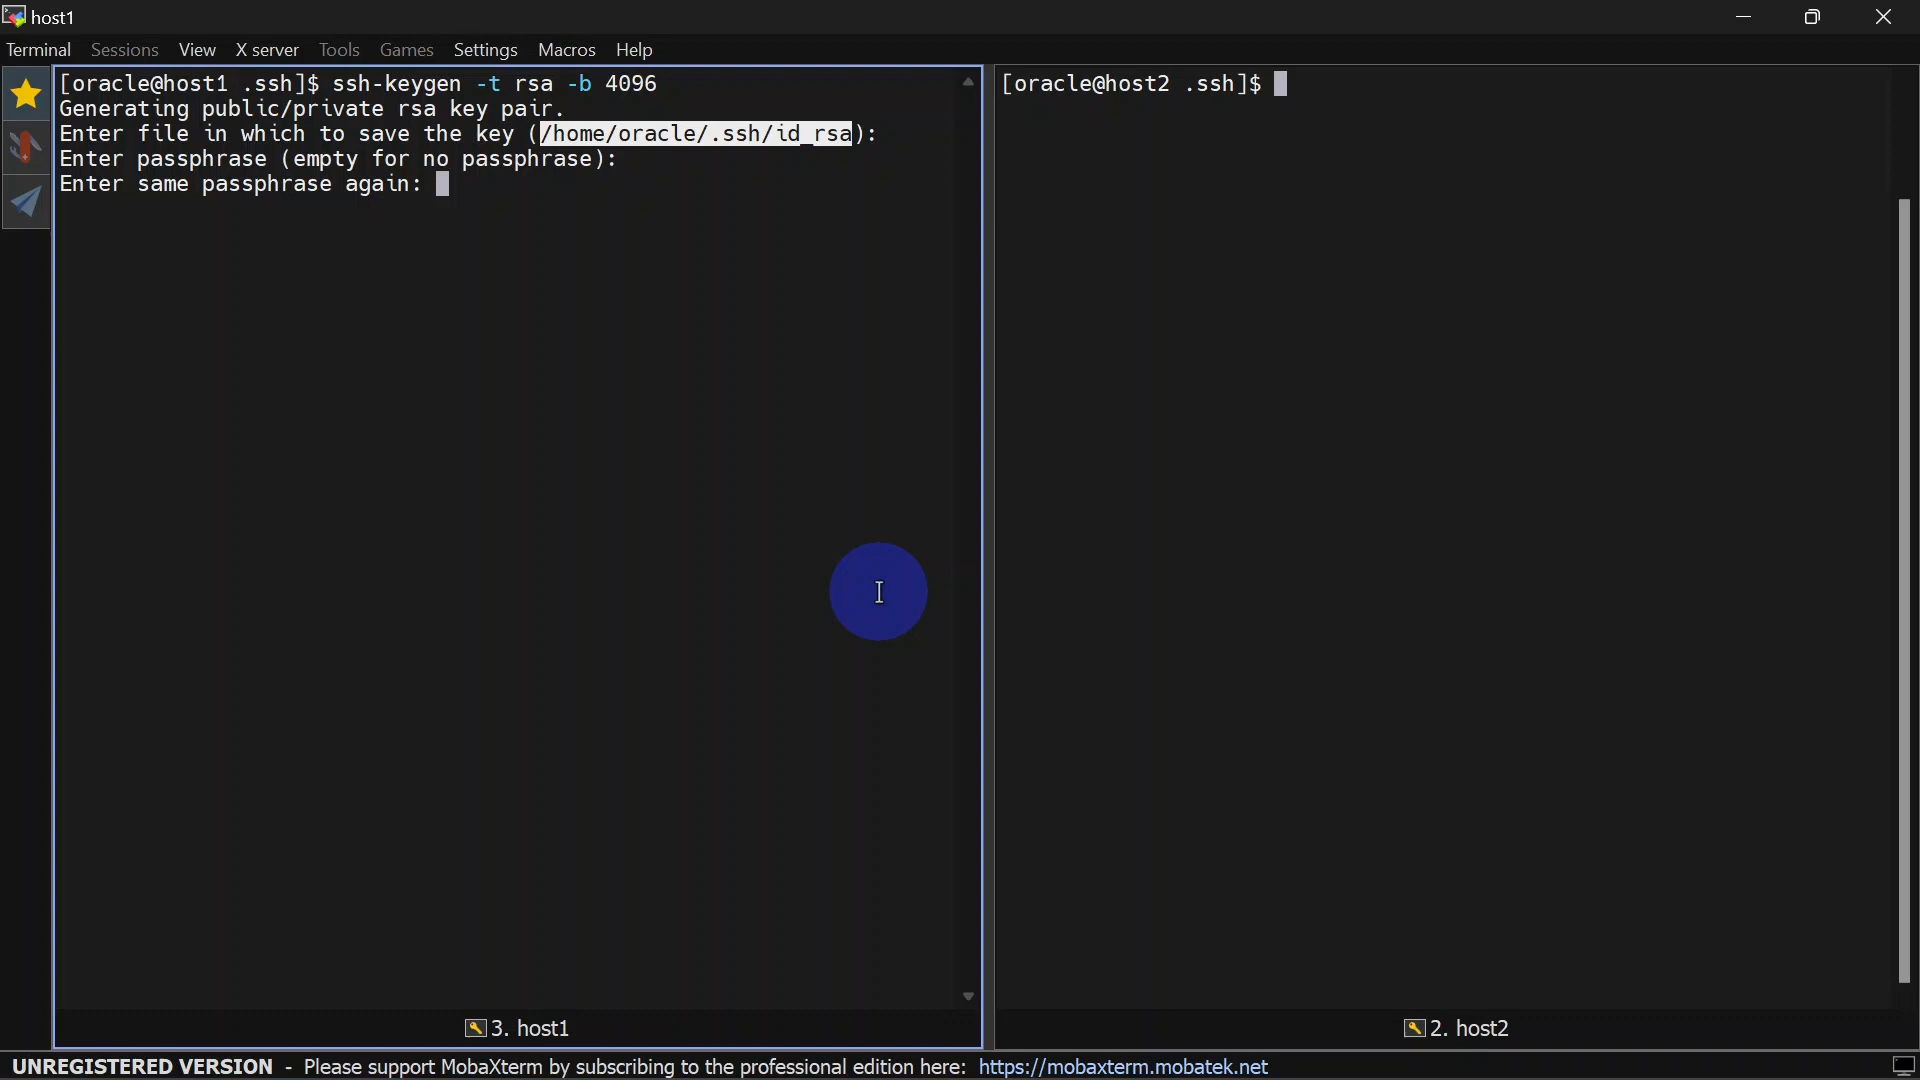 host1
Terminal Sessions View X server Tools Games Settings Macros Help
[oracle@host1 .ssh]$ ssh-keygen -t rsa -b 4096
Generating public/private rsa key pair.
Enter file in which to save the key (/home/oracle/.ssh/id_rsa):
Enter passphrase (empty for no passphrase):
Enter same passphrase again:
3. host1
[oracle@host2 .ssh]$
2. host2
UNREGISTERED VERSION - Please support MobaXterm by subscribing to the professional edition here: https://mobaxterm.mobatek.net